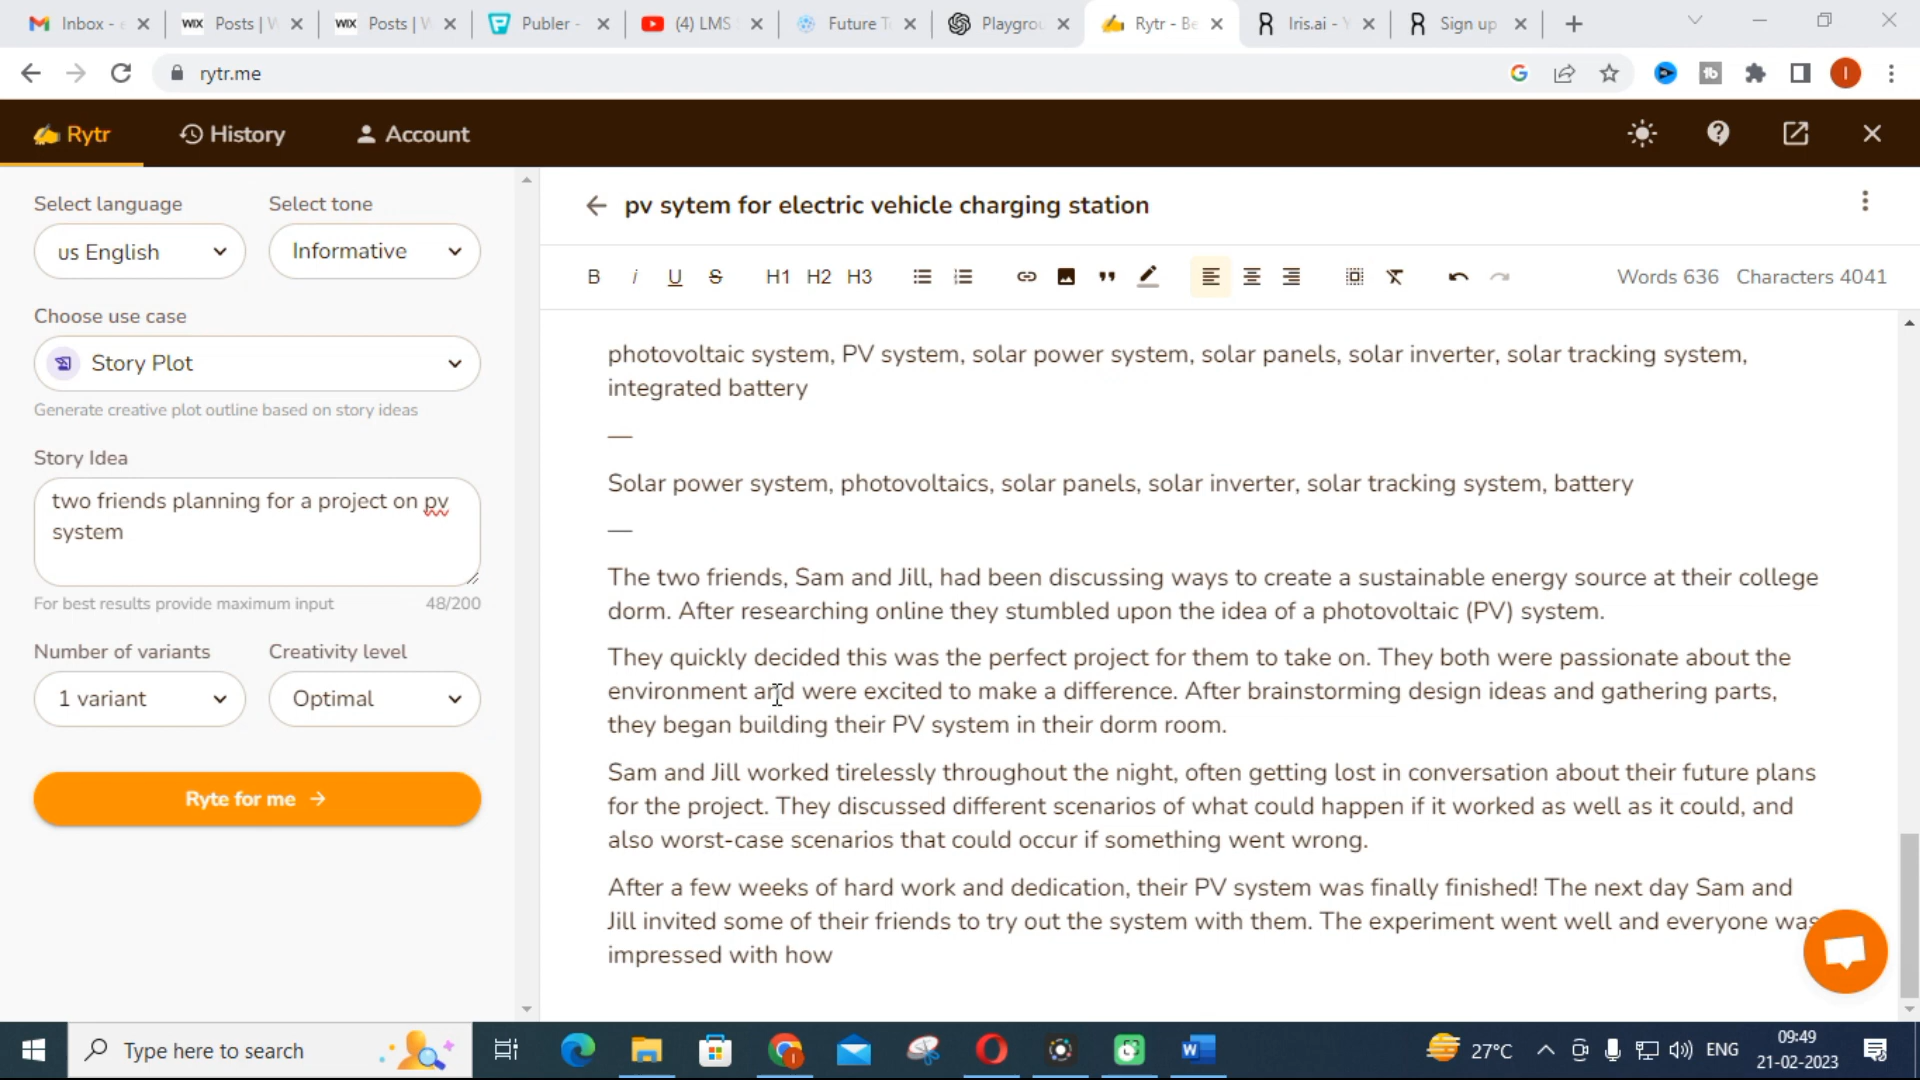 Inbox - e
WIX Posts | W
WIX Posts | W
Publer -
(4) LMS
Future To
Playgrou
Rytr - Be
Iris.ai - Y
Sign up
rytr.me
Rytr
History
Account
Select language
Select tone
us English
Informative
Choose use case
Story Plot
Generate creative plot outline based on story ideas
Story Idea
two friends planning for a project on pv
system
For best results provide maximum input
48/200
Number of variants
Creativity level
1 variant
Optimal
Ryte for me
pv sytem for electric vehicle charging station
B i U S H1 H2 H3
Words 636 Characters 4041
photovoltaic system, PV system, solar power system, solar panels, solar inverter, solar tracking system,
integrated battery
—
Solar power system, photovoltaics, solar panels, solar inverter, solar tracking system, battery
—
The two friends, Sam and Jill, had been discussing ways to create a sustainable energy source at their college
dorm. After researching online they stumbled upon the idea of a photovoltaic (PV) system.
They quickly decided this was the perfect project for them to take on. They both were passionate about the
environment and were excited to make a difference. After brainstorming design ideas and gathering parts,
they began building their PV system in their dorm room.
Sam and Jill worked tirelessly throughout the night, often getting lost in conversation about their future plans
for the project. They discussed different scenarios of what could happen if it worked as well as it could, and
also worst-case scenarios that could occur if something went wrong.
After a few weeks of hard work and dedication, their PV system was finally finished! The next day Sam and
Jill invited some of their friends to try out the system with them. The experiment went well and everyone was
impressed with how
Type here to search
27°C
ENG
09:49
21-02-2023